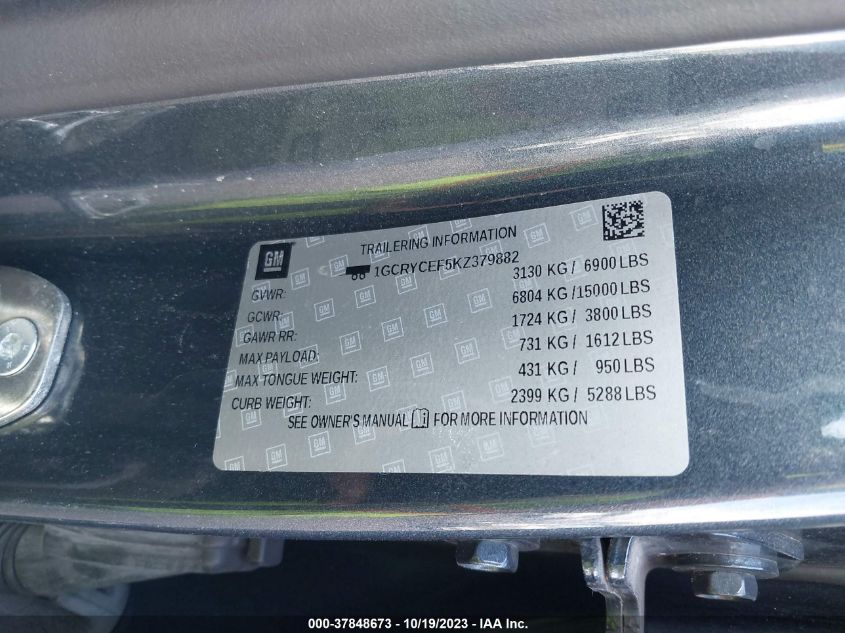 GM
TRAILERING INFORMATION
1GCRYCEF5KZ379882
GVWR: 3130 KG / 6900 LBS
GCWR: 6804 KG / 15000 LBS
GAWR RR: 1724 KG / 3800 LBS
MAX PAYLOAD: 731 KG / 1612 LBS
MAX TONGUE WEIGHT: 431 KG / 950 LBS
CURB WEIGHT: 2399 KG / 5288 LBS
SEE OWNER'S MANUAL FOR MORE INFORMATION
000-37848673 - 10/19/2023 - IAA Inc.